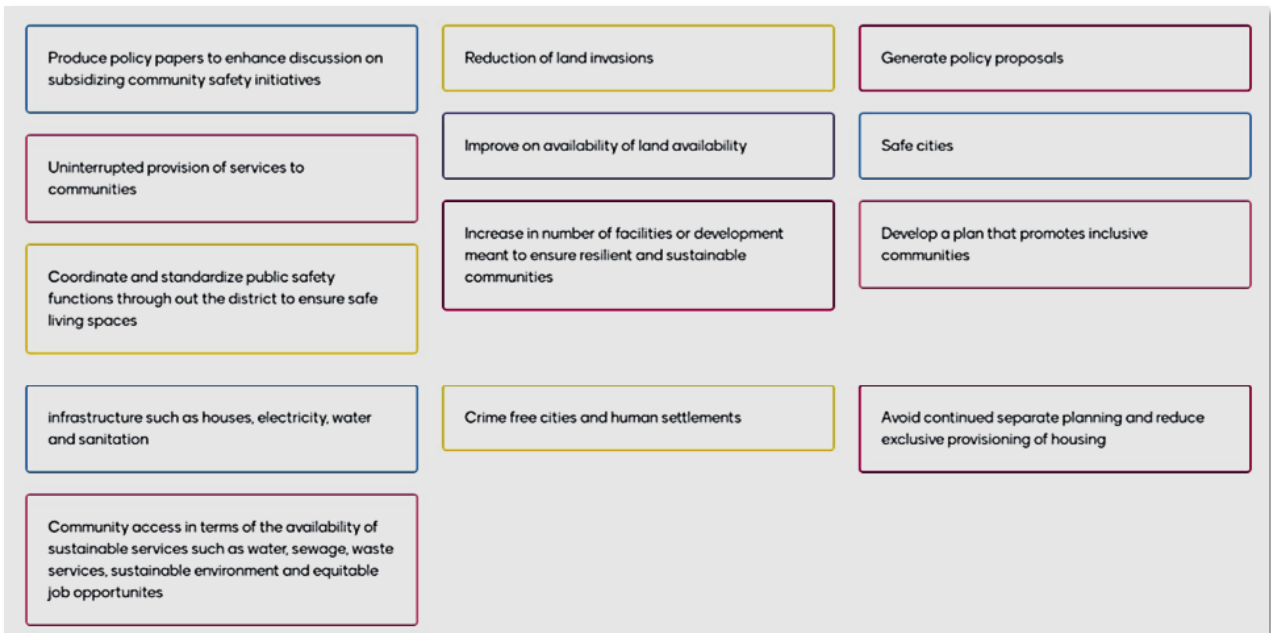 Produce policy papers to enhance discussion on
subsidizing community safety initiatives
Uninterrupted provision of services to
communities
Coordinate and standardize public safety
functions through out the district to ensure safe
living spaces
Reduction of land invasions
Improve on availability of land availability
Increase in number of facilities or development
meant to ensure resilient and sustainable
communities
Generate policy proposals
Safe cities
Develop a plan that promotes inclusive
communities
infrastructure such as houses, electricity, water
and sanitation
Community access in terms of the availability of
sustainable services such as water, sewage, waste
services, sustainable environment and equitable
job opportunites
Crime free cities and human settlements
Avoid continued separate planning and reduce
exclusive provisioning of housing